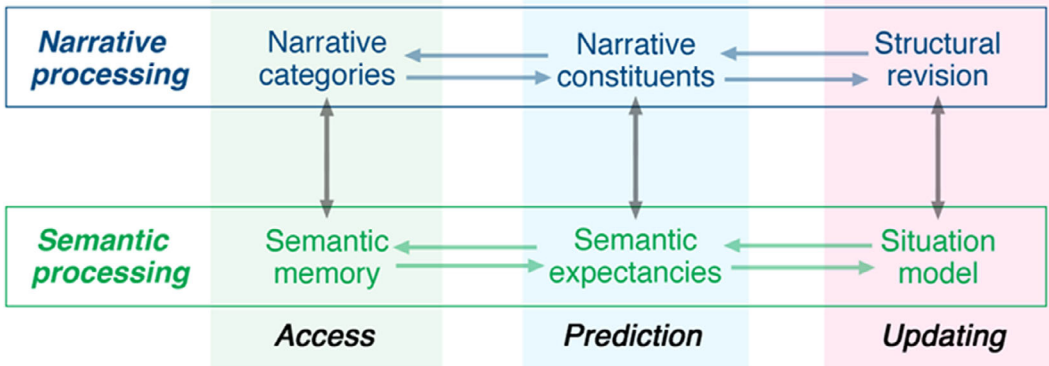 Narrative
processing
Narrative
categories
Narrative
constituents
Structural
revision
Semantic
processing
Semantic
memory
Semantic
expectancies
Situation
model
Access
Prediction
Updating